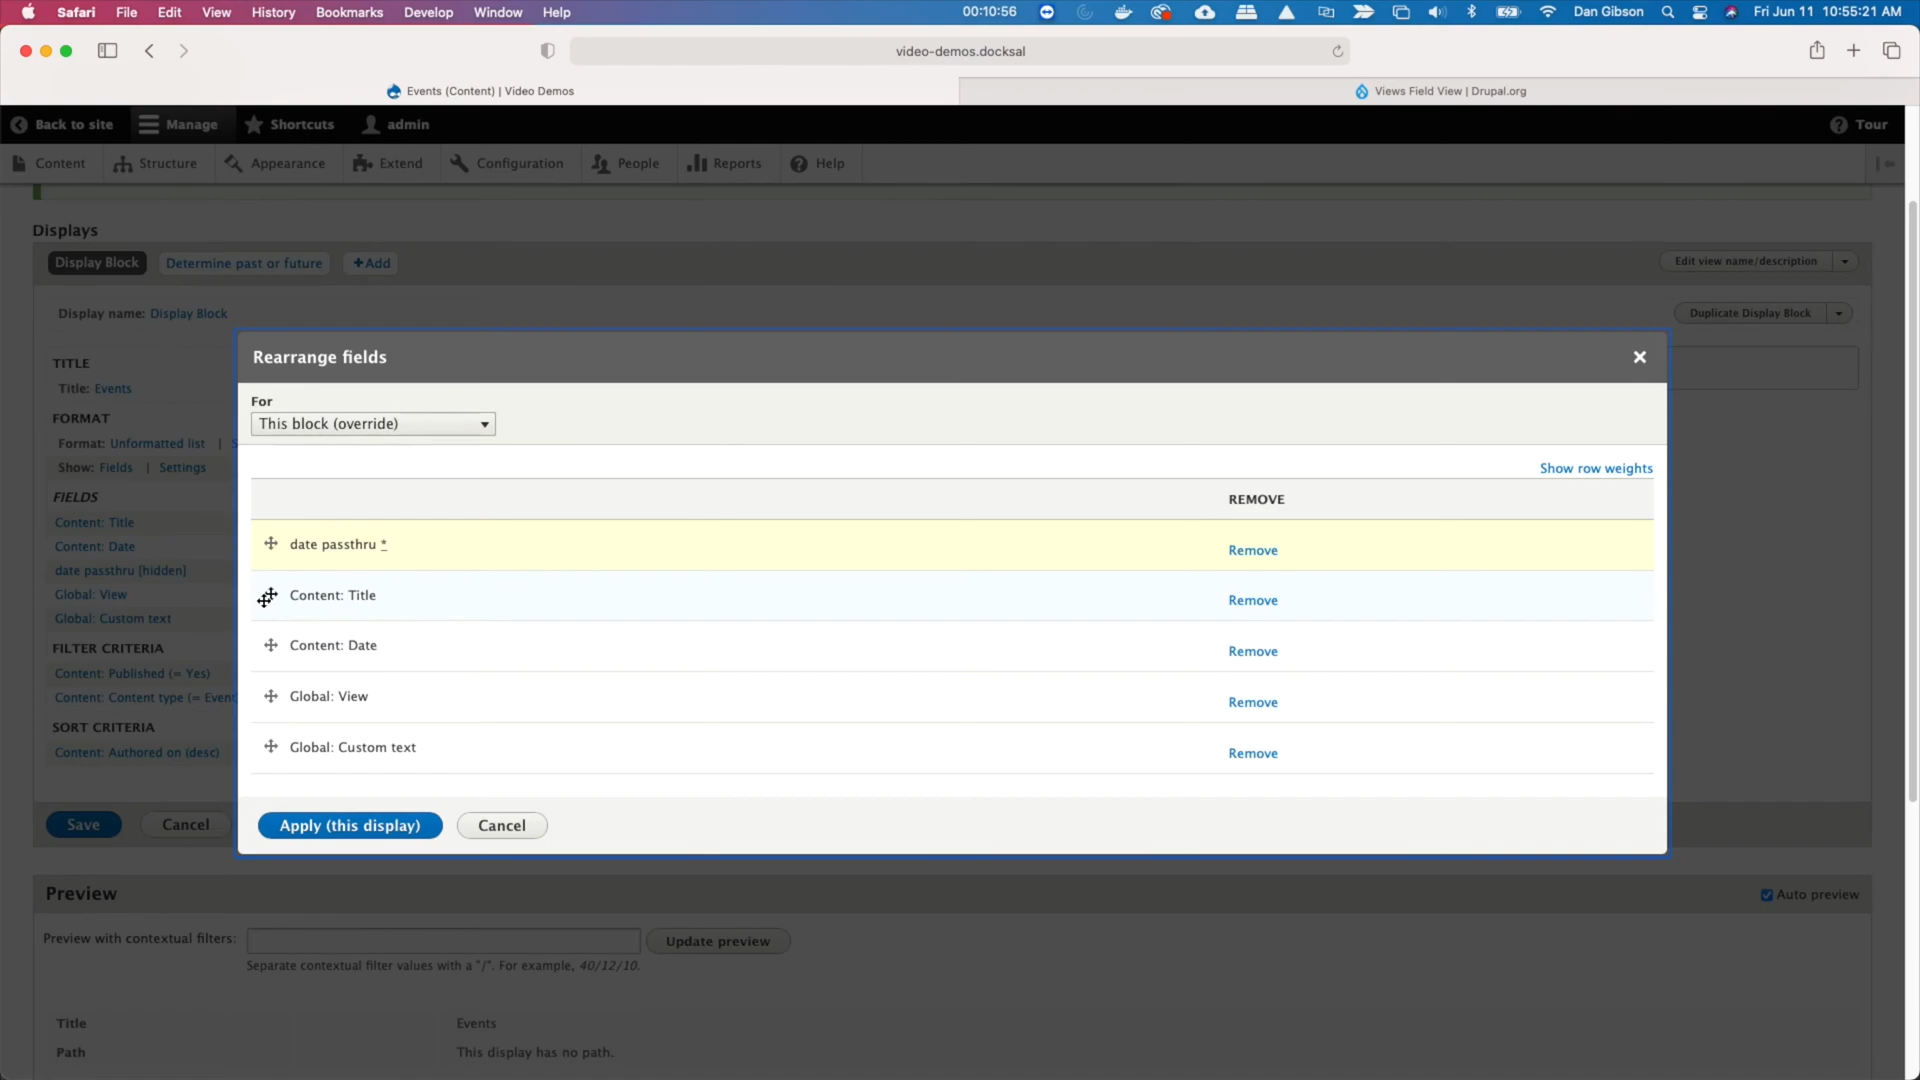 Safari File Edit View History Bookmarks Develop Window Help 00:10:56 Dan Gibson Fri Jun 11 10:55:21 AM
video-demos.docksal
Events (Content) | Video Demos Views Field View | Drupal.org
Back to site Manage Shortcuts admin Tour
Content Structure Appearance Extend Configuration People Reports Help
Displays
Display Block Determine past or future +Add Edit view name/description
Display name: Display Block Duplicate Display Block
TITLE
Title: Events
FORMAT
Format: Unformatted list | S
Show: Fields | Settings
FIELDS
Content: Title
Content: Date
date passthru [hidden]
Global: View
Global: Custom text
FILTER CRITERIA
Content: Published (= Yes)
Content: Content type (= Event
SORT CRITERIA
Content: Authored on (desc)
Save Cancel
Rearrange fields
For
This block (override)
Show row weights
REMOVE
date passthru * Remove
Content: Title Remove
Content: Date Remove
Global: View Remove
Global: Custom text Remove
Apply (this display) Cancel
Preview Auto preview
Preview with contextual filters: Update preview
Separate contextual filter values with a "/". For example, 40/12/10.
Title Events
Path This display has no path.